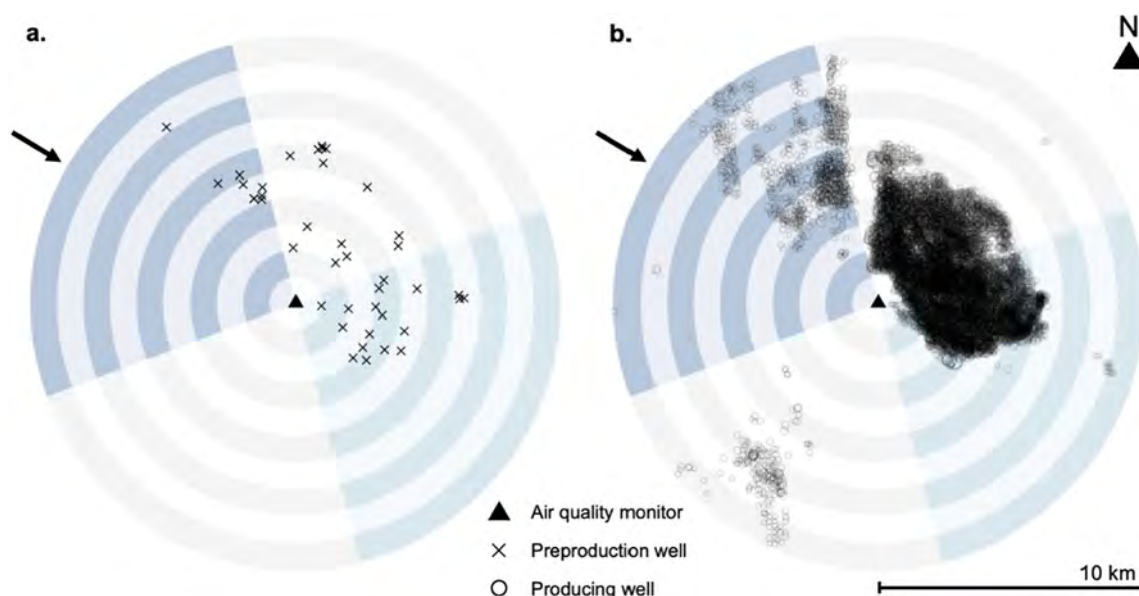 a.
b.
N
Air quality monitor
Preproduction well
Producing well
10 km